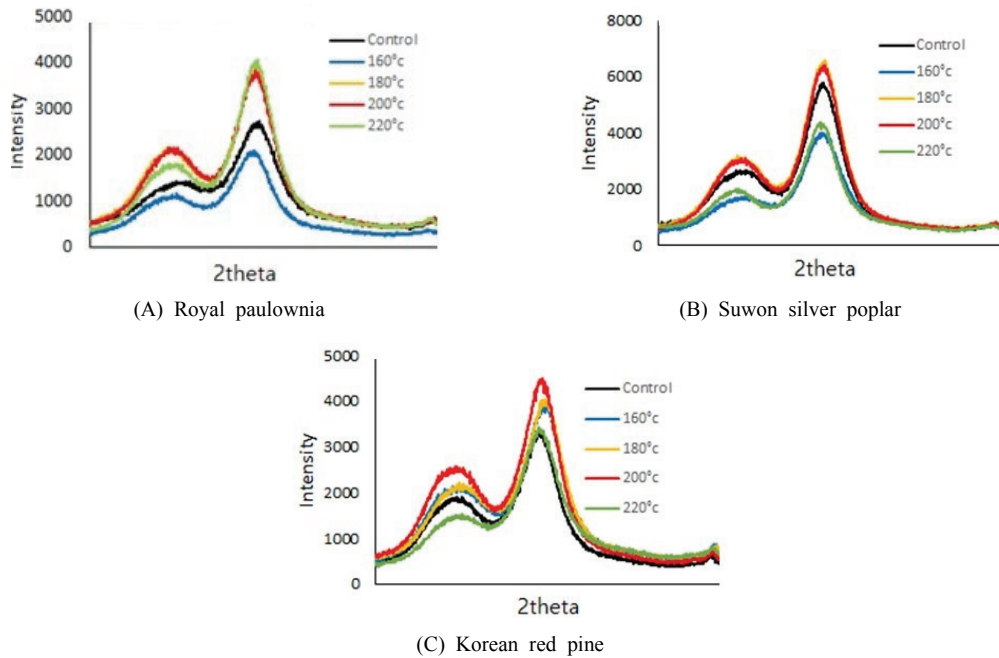 5000
4000
3000
2000
1000
0
Intensity
2theta
Control
160°c
180°c
200°c
220°c
(A) Royal paulownia
8000
6000
4000
2000
0
Intensity
2theta
Control
160°c
180°c
200°c
220°c
(B) Suwon silver poplar
5000
4000
3000
2000
1000
0
Intensity
2theta
Control
160°c
180°c
200°c
220°c
(C) Korean red pine